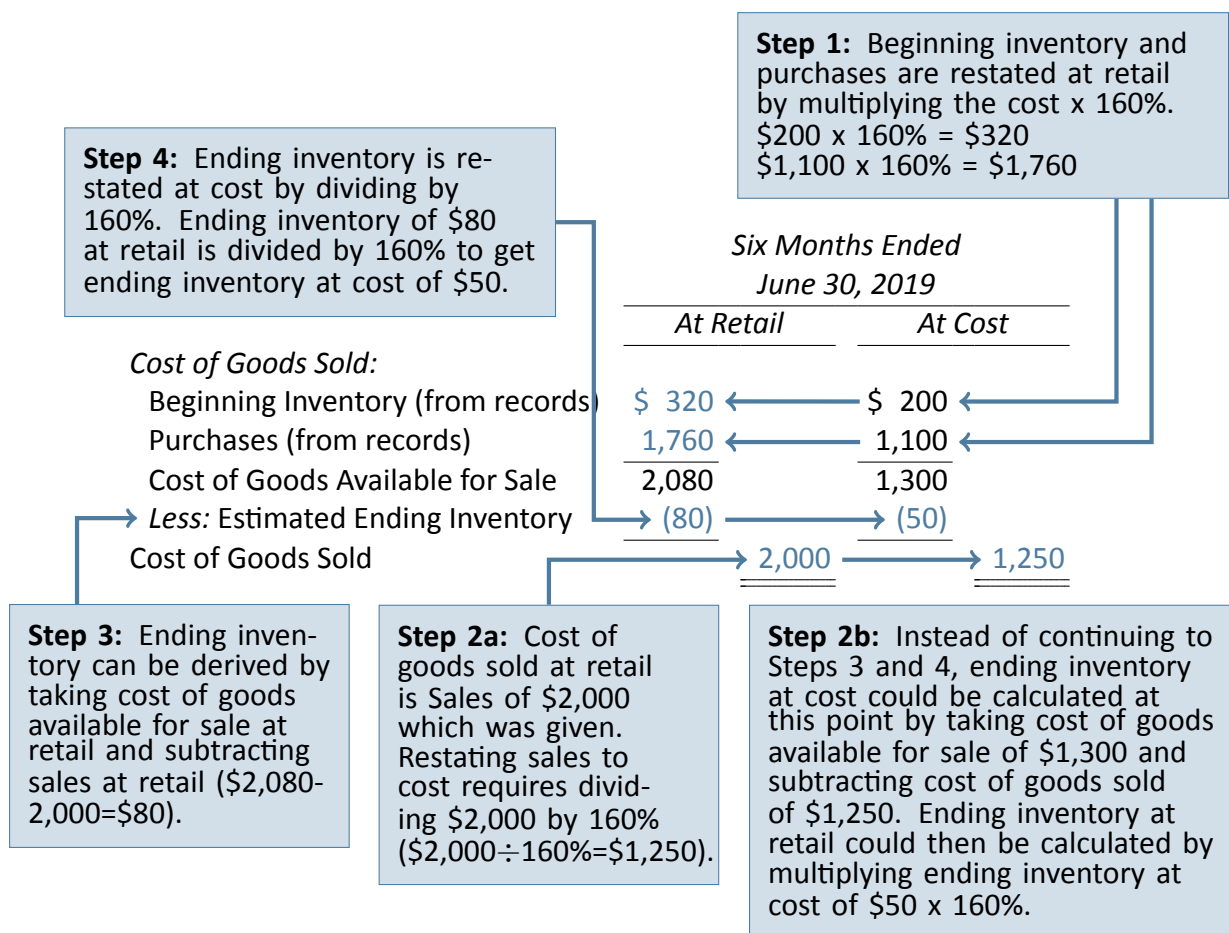 Step 1: Beginning inventory and
purchases are restated at retail
by multiplying the cost x 160%.
$200 x 160% = $320
$1,100 x 160% = $1,760
Step 4: Ending inventory is re-
stated at cost by dividing by
160%. Ending inventory of $80
at retail is divided by 160% to get
ending inventory at cost of $50.
Six Months Ended
June 30, 2019
At Retail At Cost
Cost of Goods Sold:
Beginning Inventory (from records) $ 320 $ 200
Purchases (from records) 1,760 1,100
Cost of Goods Available for Sale 2,080 1,300
Less: Estimated Ending Inventory (80) (50)
Cost of Goods Sold 2,000 1,250
Step 3: Ending inven-
tory can be derived by
taking cost of goods
available for sale at
retail and subtracting
sales at retail ($2,080-
2,000=$80).
Step 2a: Cost of
goods sold at retail
is Sales of $2,000
which was given.
Restating sales to
cost requires divid-
ing $2,000 by 160%
($2,000÷160%=$1,250).
Step 2b: Instead of continuing to
Steps 3 and 4, ending inventory
at cost could be calculated at
this point by taking cost of goods
available for sale of $1,300 and
subtracting cost of goods sold
of $1,250. Ending inventory at
retail could then be calculated by
multiplying ending inventory at
cost of $50 x 160%.